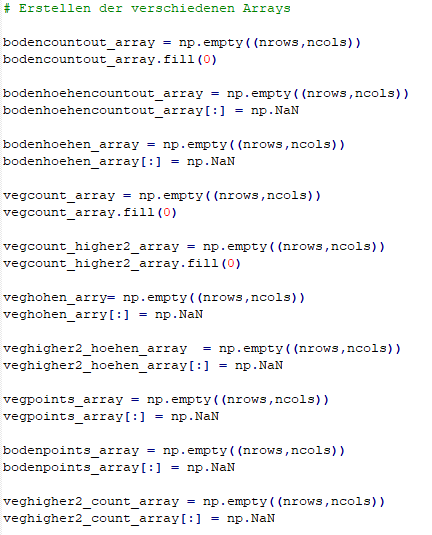 # Erstellen der verschiedenen Arrays
bodencountout_array = np.empty((nrows,ncols))
bodencountout_array.fill(0)
bodenhoehencountout_array = np.empty((nrows,ncols))
bodenhoehencountout_array[:] = np.NaN
bodenhoehen_array = np.empty((nrows,ncols))
bodenhoehen_array[:] = np.NaN
vegcount_array = np.empty((nrows,ncols))
vegcount_array.fill(0)
vegcount_higher2_array = np.empty((nrows,ncols))
vegcount_higher2_array.fill(0)
veghohen_arry= np.empty((nrows,ncols))
veghohen_arry[:] = np.NaN
veghigher2_hoehen_array  = np.empty((nrows,ncols))
veghigher2_hoehen_array[:] = np.NaN
vegpoints_array = np.empty((nrows,ncols))
vegpoints_array[:] = np.NaN
bodenpoints_array = np.empty((nrows,ncols))
bodenpoints_array[:] = np.NaN
veghigher2_count_array = np.empty((nrows,ncols))
veghigher2_count_array[:] = np.NaN